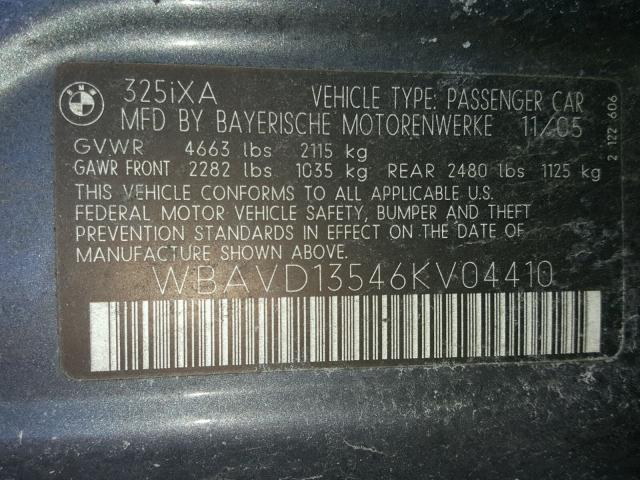 BMW
325iXA VEHICLE TYPE: PASSENGER CAR
MFD BY BAYERISCHE MOTORENWERKE 11/05
GVWR 4663 lbs 2115 kg
GAWR FRONT 2282 lbs 1035 kg REAR 2480 lbs 1125 kg
THIS VEHICLE CONFORMS TO ALL APPLICABLE U.S.
FEDERAL MOTOR VEHICLE SAFETY, BUMPER AND THEFT
PREVENTION STANDARDS IN EFFECT ON THE DATE OF
MANUFACTURE SHOWN ABOVE.
WBAVD13546KV04410
2 122 606